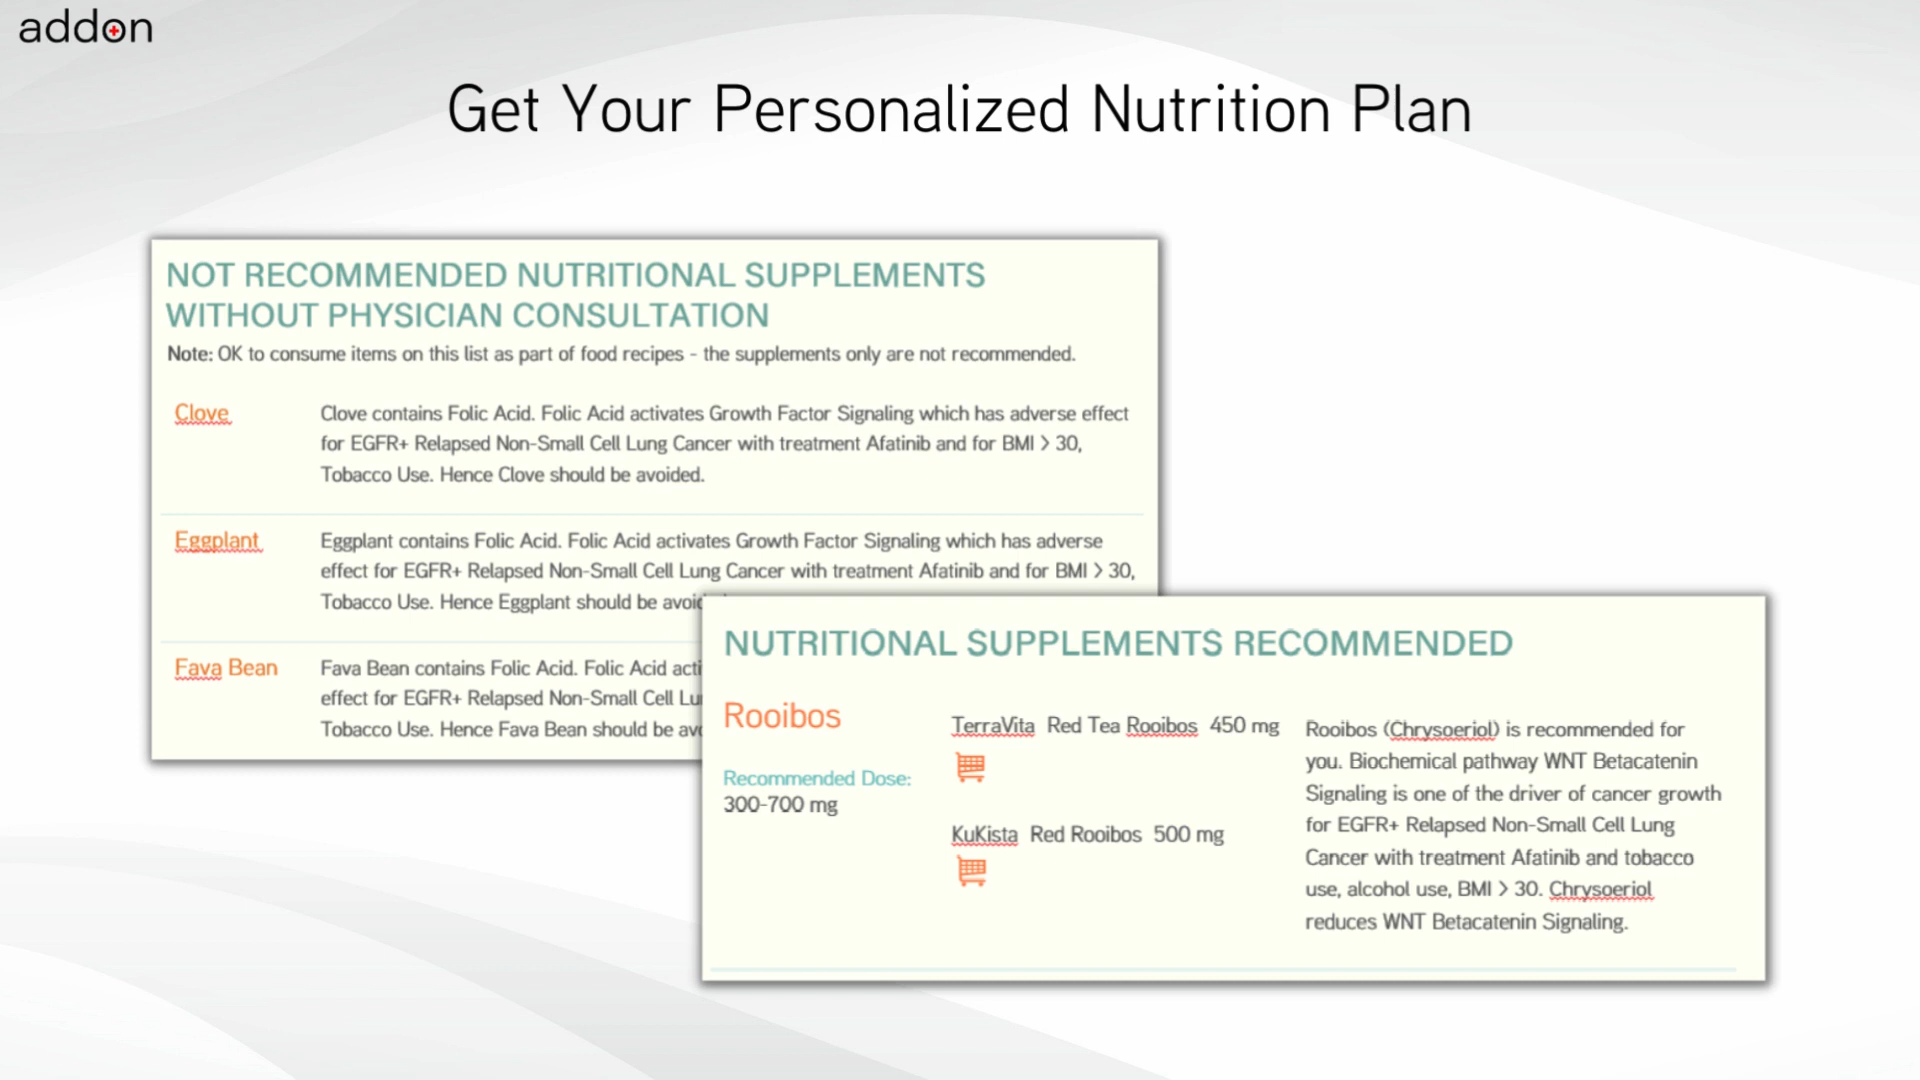 addon
Get Your Personalized Nutrition Plan
NOT RECOMMENDED NUTRITIONAL SUPPLEMENTS
WITHOUT PHYSICIAN CONSULTATION
Note: OK to consume items on this list as part of food recipes - the supplements only are not recommended.
Clove
Clove contains Folic Acid. Folic Acid activates Growth Factor Signaling which has adverse effect
for EGFR+ Relapsed Non-Small Cell Lung Cancer with treatment Afatinib and for BMI > 30,
Tobacco Use. Hence Clove should be avoided.
Eggplant
Eggplant contains Folic Acid. Folic Acid activates Growth Factor Signaling which has adverse
effect for EGFR+ Relapsed Non-Small Cell Lung Cancer with treatment Afatinib and for BMI > 30,
Tobacco Use. Hence Eggplant should be
Fava Bean
Fava Bean contains Folic Acid. Folic Acid
effect for EGFR+ Relapsed Non-Small Cell
Tobacco Use. Hence Fava Bean should be
NUTRITIONAL SUPPLEMENTS RECOMMENDED
Rooibos
Recommended Dose:
300-700 mg
TerraVita Red Tea Rooibos 450 mg
KuKista Red Rooibos 500 mg
Rooibos (Chrysoeriol) is recommended for
you. Biochemical pathway WNT Betacatenin
Signaling is one of the driver of cancer growth
for EGFR+ Relapsed Non-Small Cell Lung
Cancer with treatment Afatinib and tobacco
use, alcohol use, BMI > 30. Chrysoeriol
reduces WNT Betacatenin Signaling.